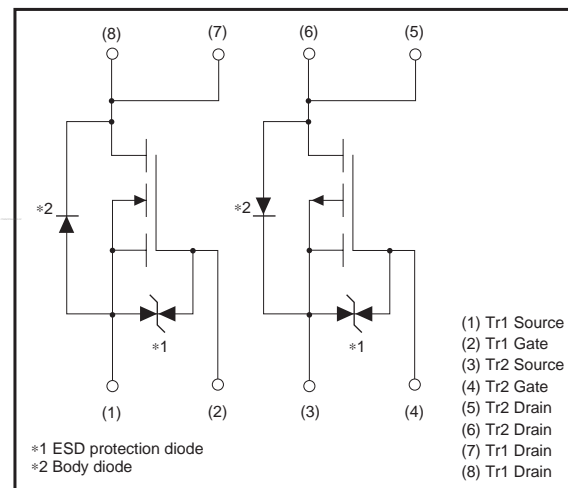 (8) (7) (6) (5)
∗2 ∗2
∗1 ∗1
(1) (2) (3) (4)
∗1 ESD protection diode
∗2 Body diode
(1) Tr1 Source
(2) Tr1 Gate
(3) Tr2 Source
(4) Tr2 Gate
(5) Tr2 Drain
(6) Tr2 Drain
(7) Tr1 Drain
(8) Tr1 Drain